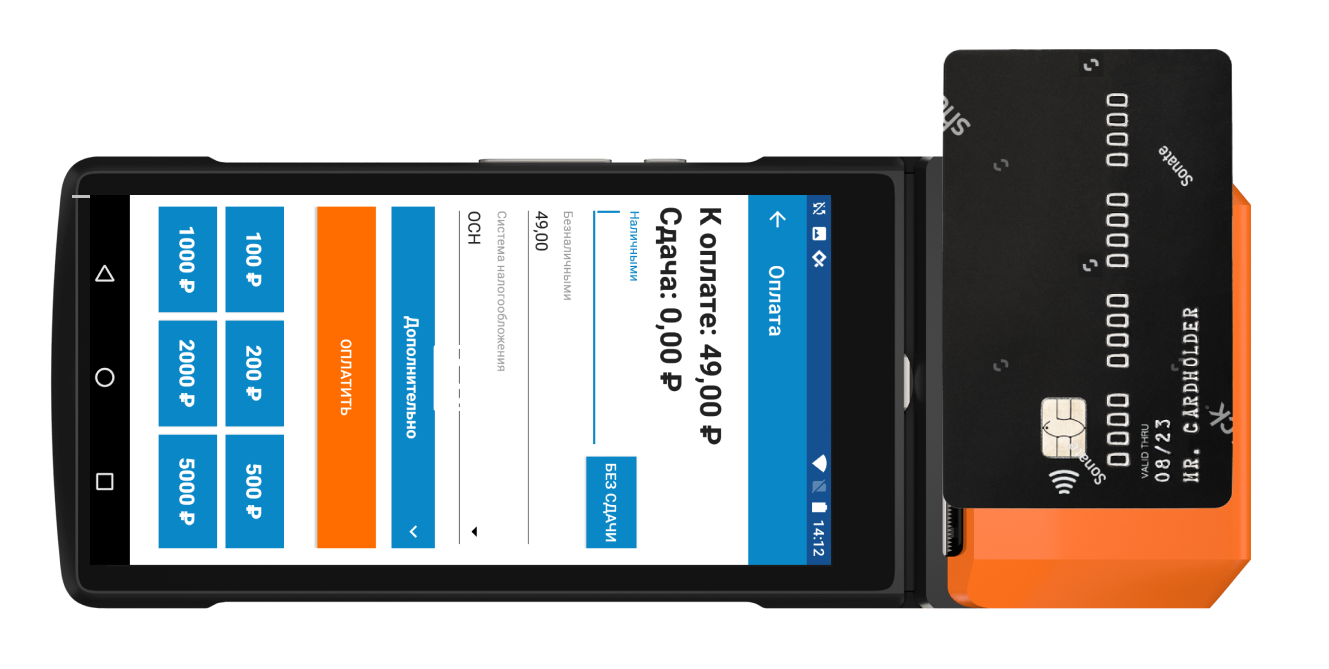 14:12
Оплата
К оплате: 49,00 ₽
Сдача: 0,00 ₽
Наличными
БЕЗ СДАЧИ
Безналичными
49,00
Система налогообложения
ОСН
Дополнительно
ОПЛАТИТЬ
100 ₽ 200 ₽ 500 ₽
1000 ₽ 2000 ₽ 5000 ₽
Sonate
0000 0000 0000 0000
VALID THRU
08/23
MR. CARDHOLDER